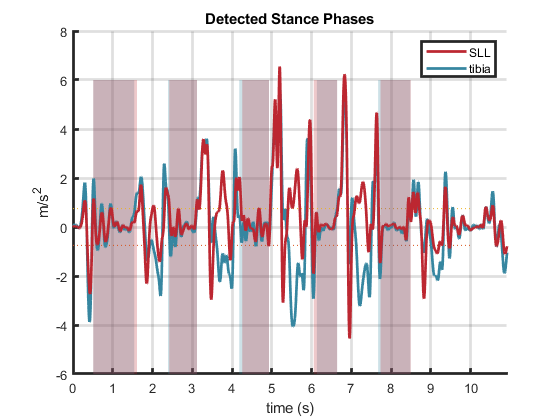 Detected Stance Phases
8
6
4
2
0
-2
-4
-6
m/s²
SLL
tibia
0 1 2 3 4 5 6 7 8 9 10
time (s)